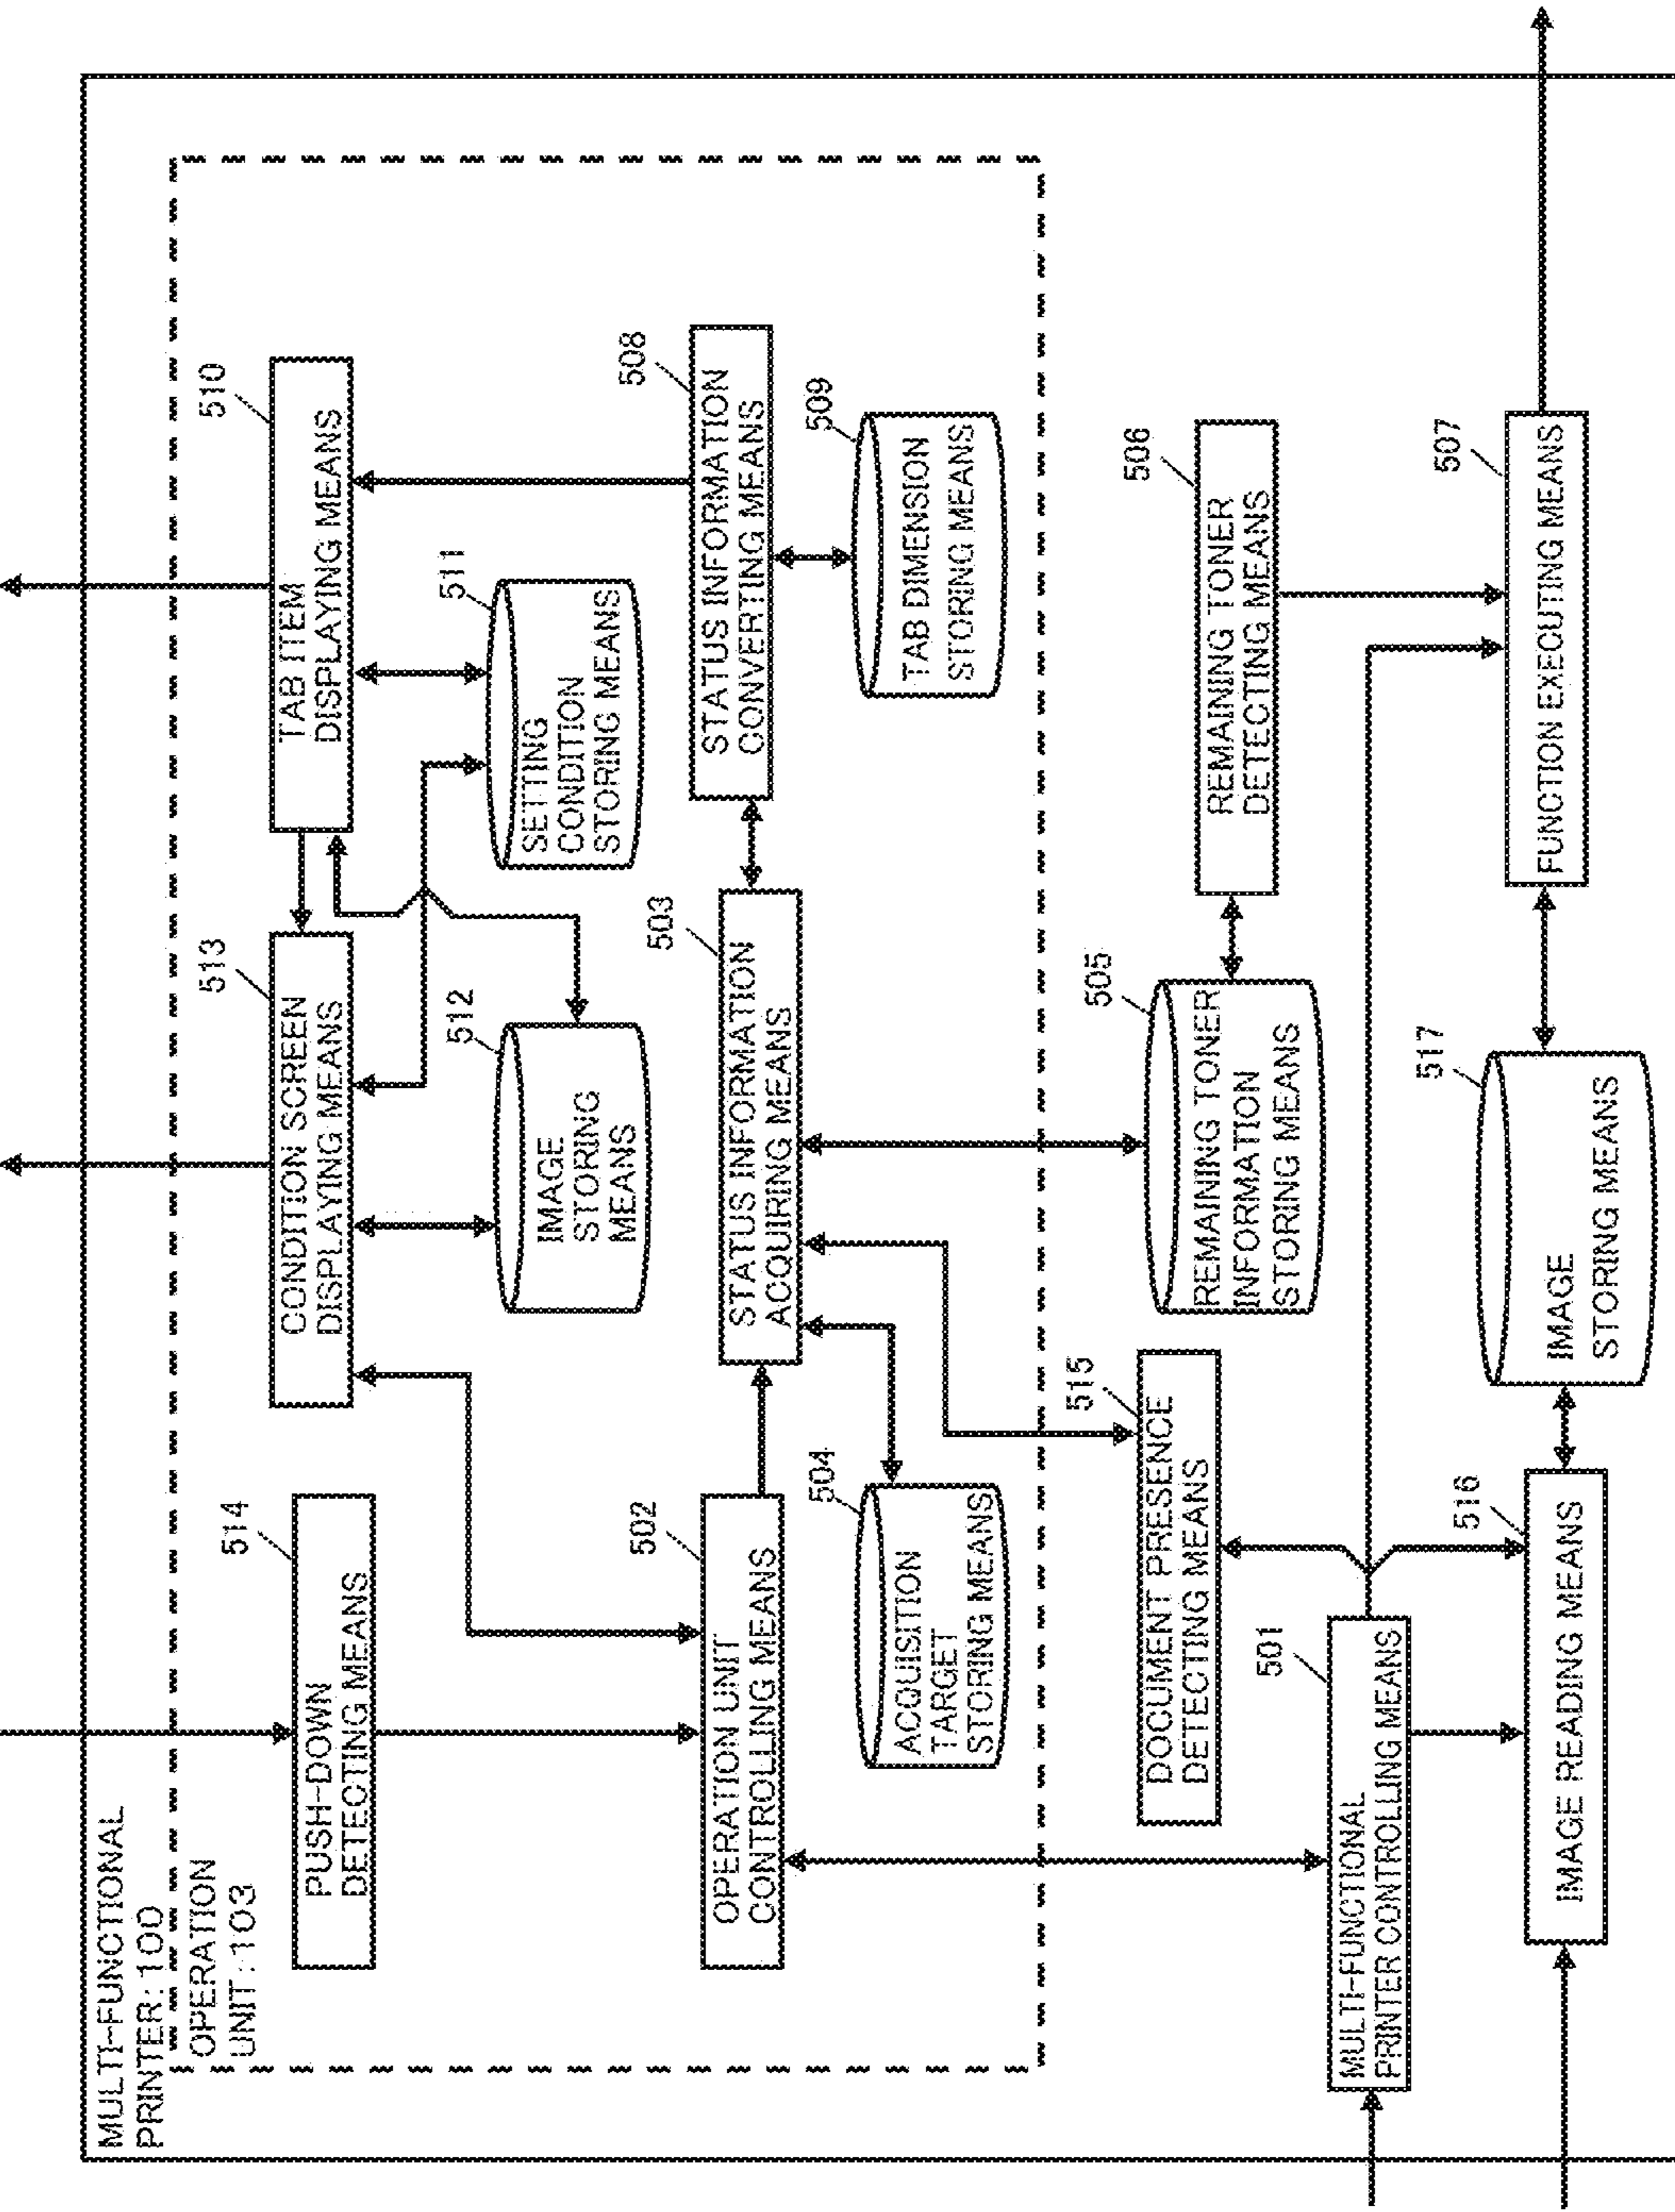 MULTI-FUNCTIONAL
PRINTER:100
OPERATION
UNIT:103
514
PUSH-DOWN
DETECTING MEANS
513
CONDITION SCREEN
DISPLAYING MEANS
510
TAB ITEM
DISPLAYING MEANS
512
IMAGE
STORING
MEANS
511
SETTING
CONDITION
STORING MEANS
502
OPERATION UNIT
CONTROLLING MEANS
503
STATUS INFORMATION
ACQUIRING MEANS
508
STATUS INFORMATION
CONVERTING MEANS
504
ACQUISITION
TARGET
STORING MEANS
509
TAB DIMENSION
STORING MEANS
515
DOCUMENT PRESENCE
DETECTING MEANS
505
REMAINING TONER
INFORMATION
STORING MEANS
506
REMAINING TONER
DETECTING MEANS
501
MULTI-FUNCTIONAL
PRINTER CONTROLLING MEANS
516
IMAGE READING MEANS
517
IMAGE
STORING MEANS
507
FUNCTION EXECUTING MEANS